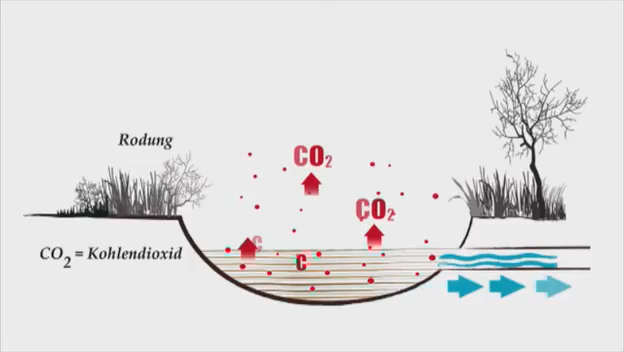 Rodung
CO₂
CO₂
CO₂ = Kohlendioxid
C
C